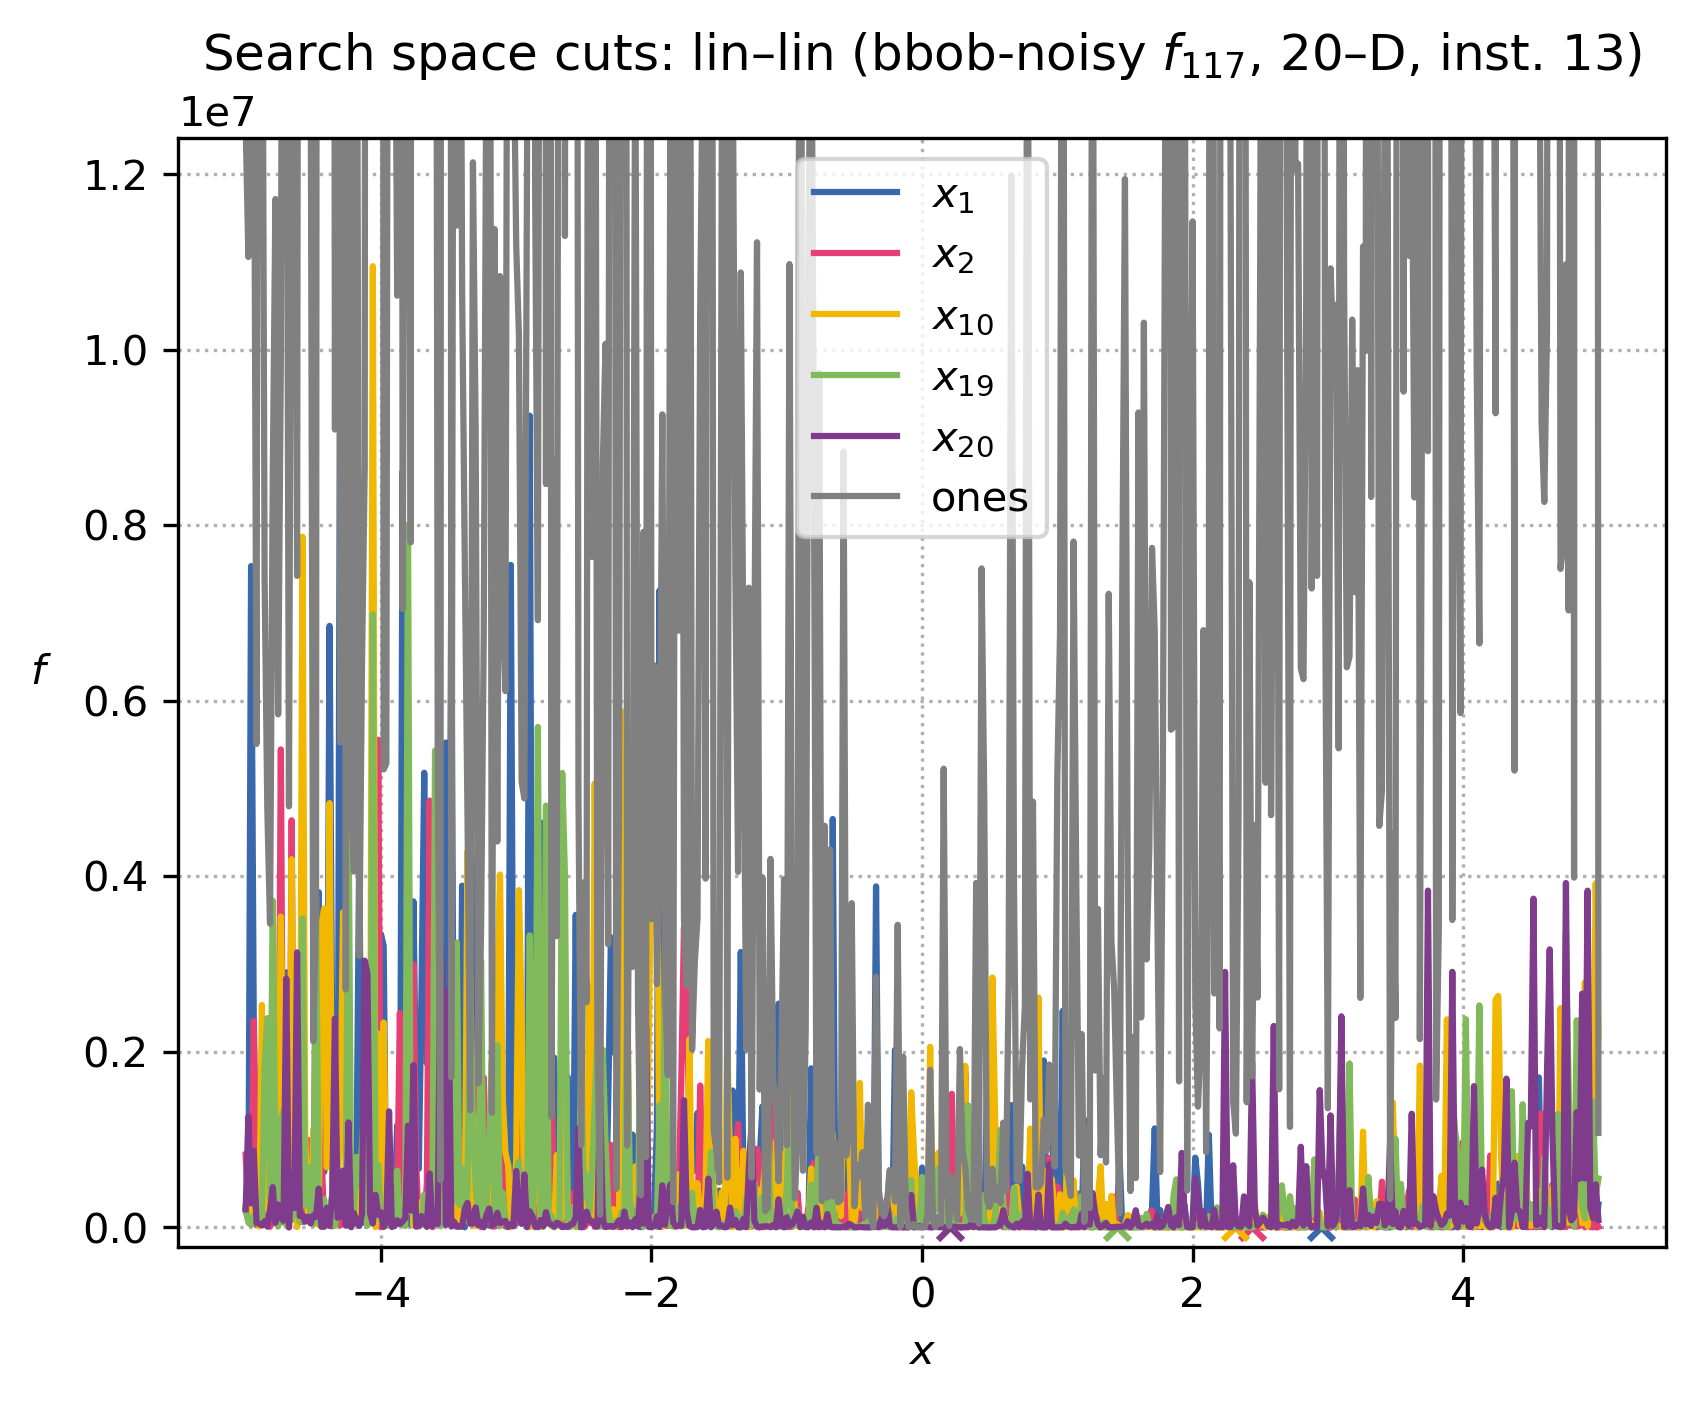 Search space cuts: lin–lin (bbob-noisy f₁₁₇, 20–D, inst. 13)
1e7
1.2
1.0
0.8
0.6
0.4
0.2
0.0
f
x₁
x₂
x₁₀
x₁₉
x₂₀
ones
−4 −2 0 2 4
x